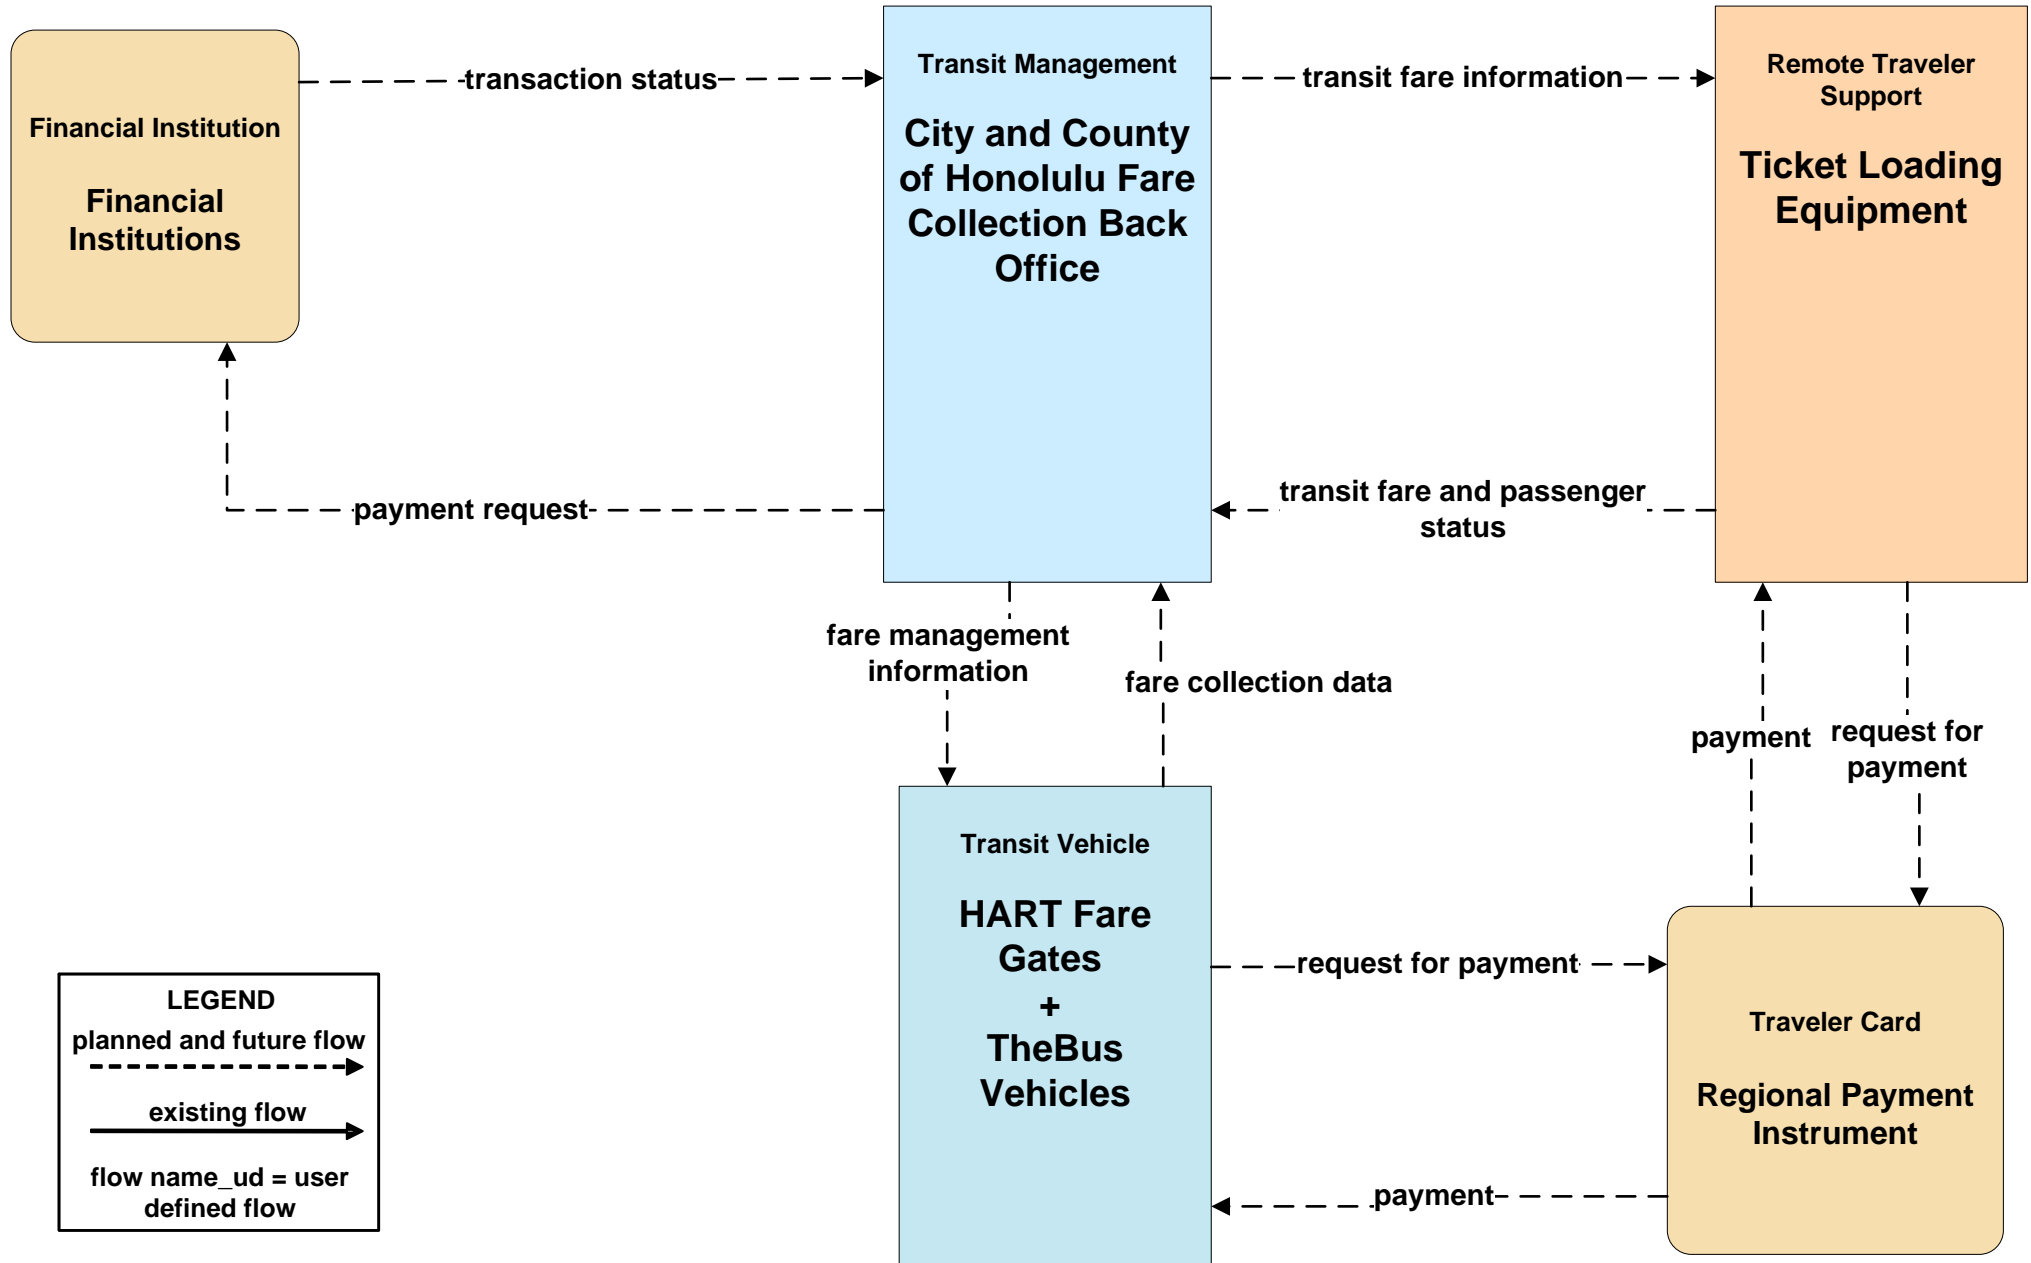 Financial Institution
Financial
Institutions
transaction status
Transit Management
City and County
of Honolulu Fare
Collection Back
Office
transit fare information
Remote Traveler
Support
Ticket Loading
Equipment
payment request
transit fare and passenger
status
fare management
information
fare collection data
payment
request for
payment
Transit Vehicle
HART Fare
Gates
+
TheBus
Vehicles
request for payment
Traveler Card
Regional Payment
Instrument
payment
LEGEND
planned and future flow
existing flow
flow name_ud = user
defined flow